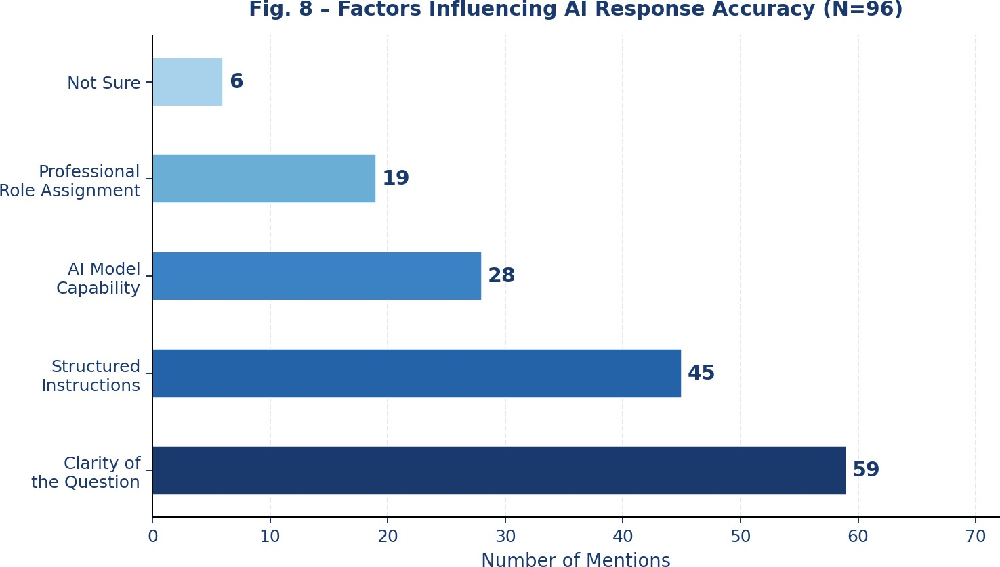 Fig. 8 – Factors Influencing AI Response Accuracy (N=96)
Not Sure
6
Professional
Role Assignment
19
AI Model
Capability
28
Structured
Instructions
45
Clarity of
the Question
59
0 10 20 30 40 50 60 70
Number of Mentions